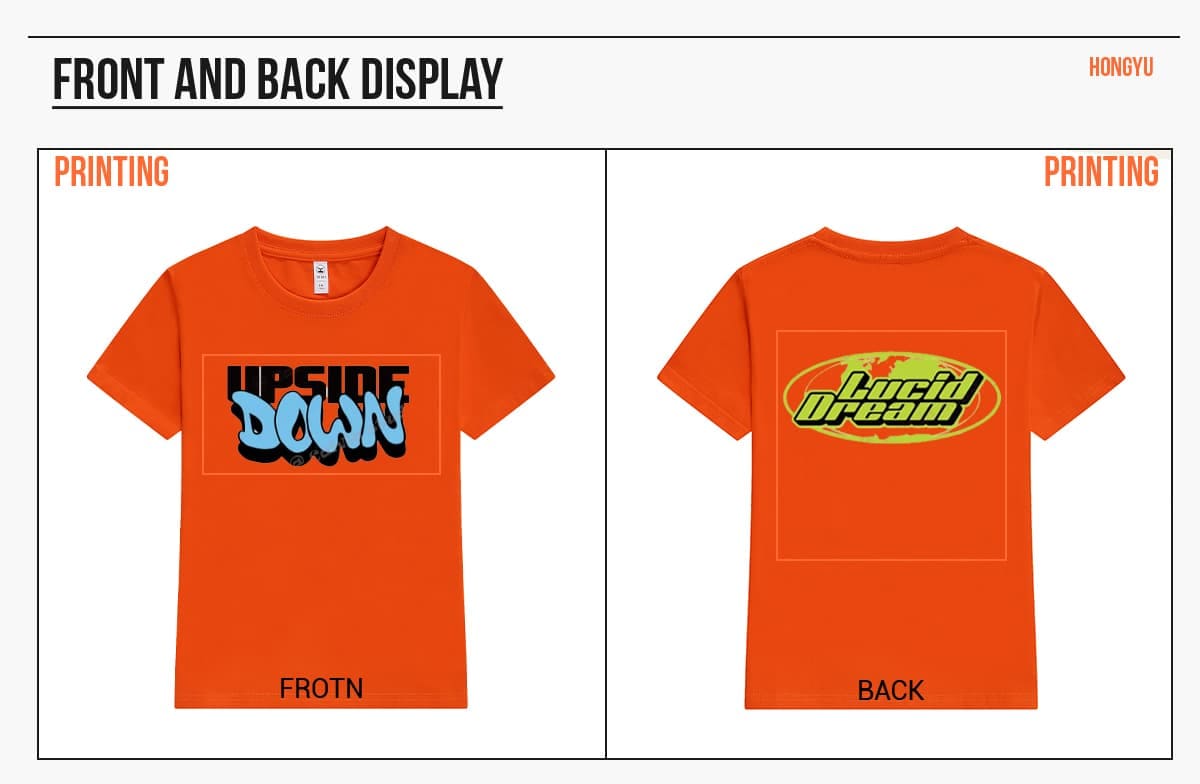 FRONT AND BACK DISPLAY
HONGYU
PRINTING
PRINTING
UPSIDE
DOWN
Lucid
Dream
FROTN
BACK